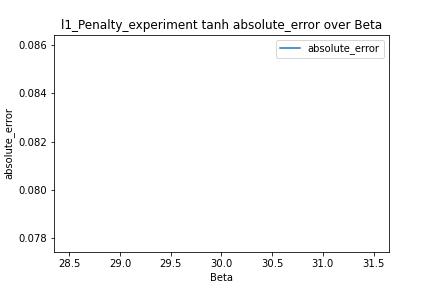 l1_Penalty_experiment tanh absolute_error over Beta
absolute_error
0.086
0.084
0.082
0.080
0.078
absolute_error
28.5 29.0 29.5 30.0 30.5 31.0 31.5
Beta